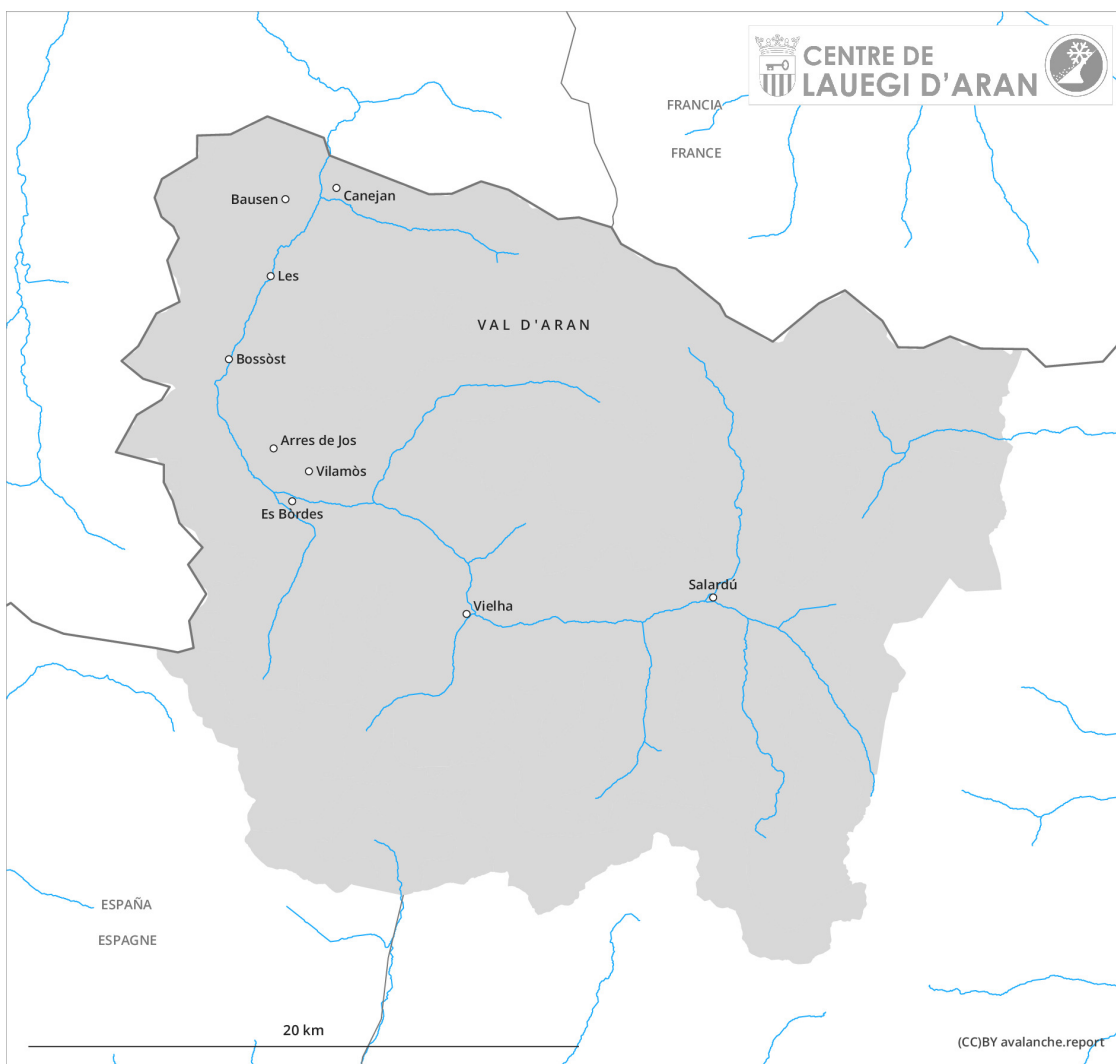 CENTRE DE
LAUEGI D'ARAN
FRANCIA
FRANCE
Bausen
Canejan
Les
VAL D'ARAN
Bossòst
Arres de Jos
Vilamòs
Es Bòrdes
Salardú
Vielha
ESPAÑA
ESPAGNE
20 km
(CC)BY avalanche.report